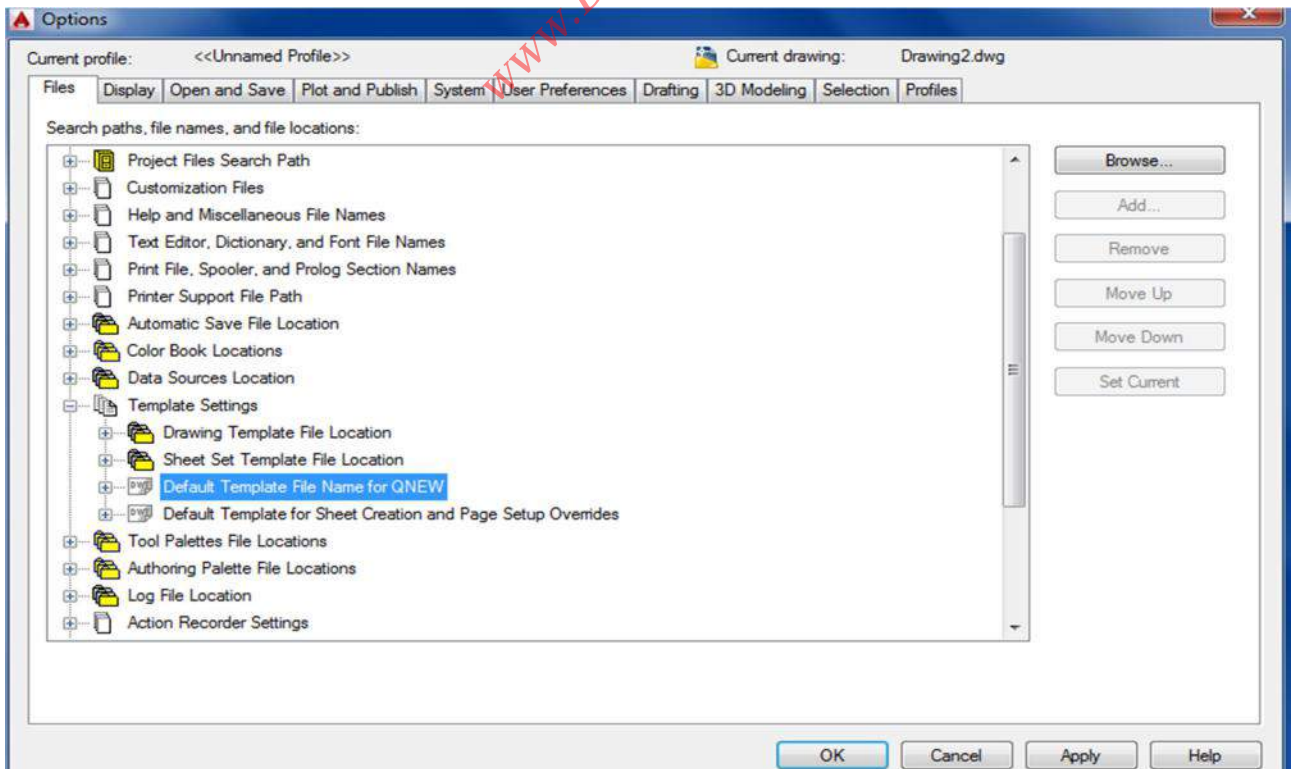 Options
Current profile: <<Unnamed Profile>> Current drawing: Drawing2.dwg
Files Display Open and Save Plot and Publish System User Preferences Drafting 3D Modeling Selection Profiles
Search paths, file names, and file locations:
Project Files Search Path
Customization Files
Help and Miscellaneous File Names
Text Editor, Dictionary, and Font File Names
Print File, Spooler, and Prolog Section Names
Printer Support File Path
Automatic Save File Location
Color Book Locations
Data Sources Location
Template Settings
Drawing Template File Location
Sheet Set Template File Location
Default Template File Name for QNEW
Default Template for Sheet Creation and Page Setup Overrides
Tool Palettes File Locations
Authoring Palette File Locations
Log File Location
Action Recorder Settings
Browse...
Add...
Remove
Move Up
Move Down
Set Current
OK Cancel Apply Help
www.